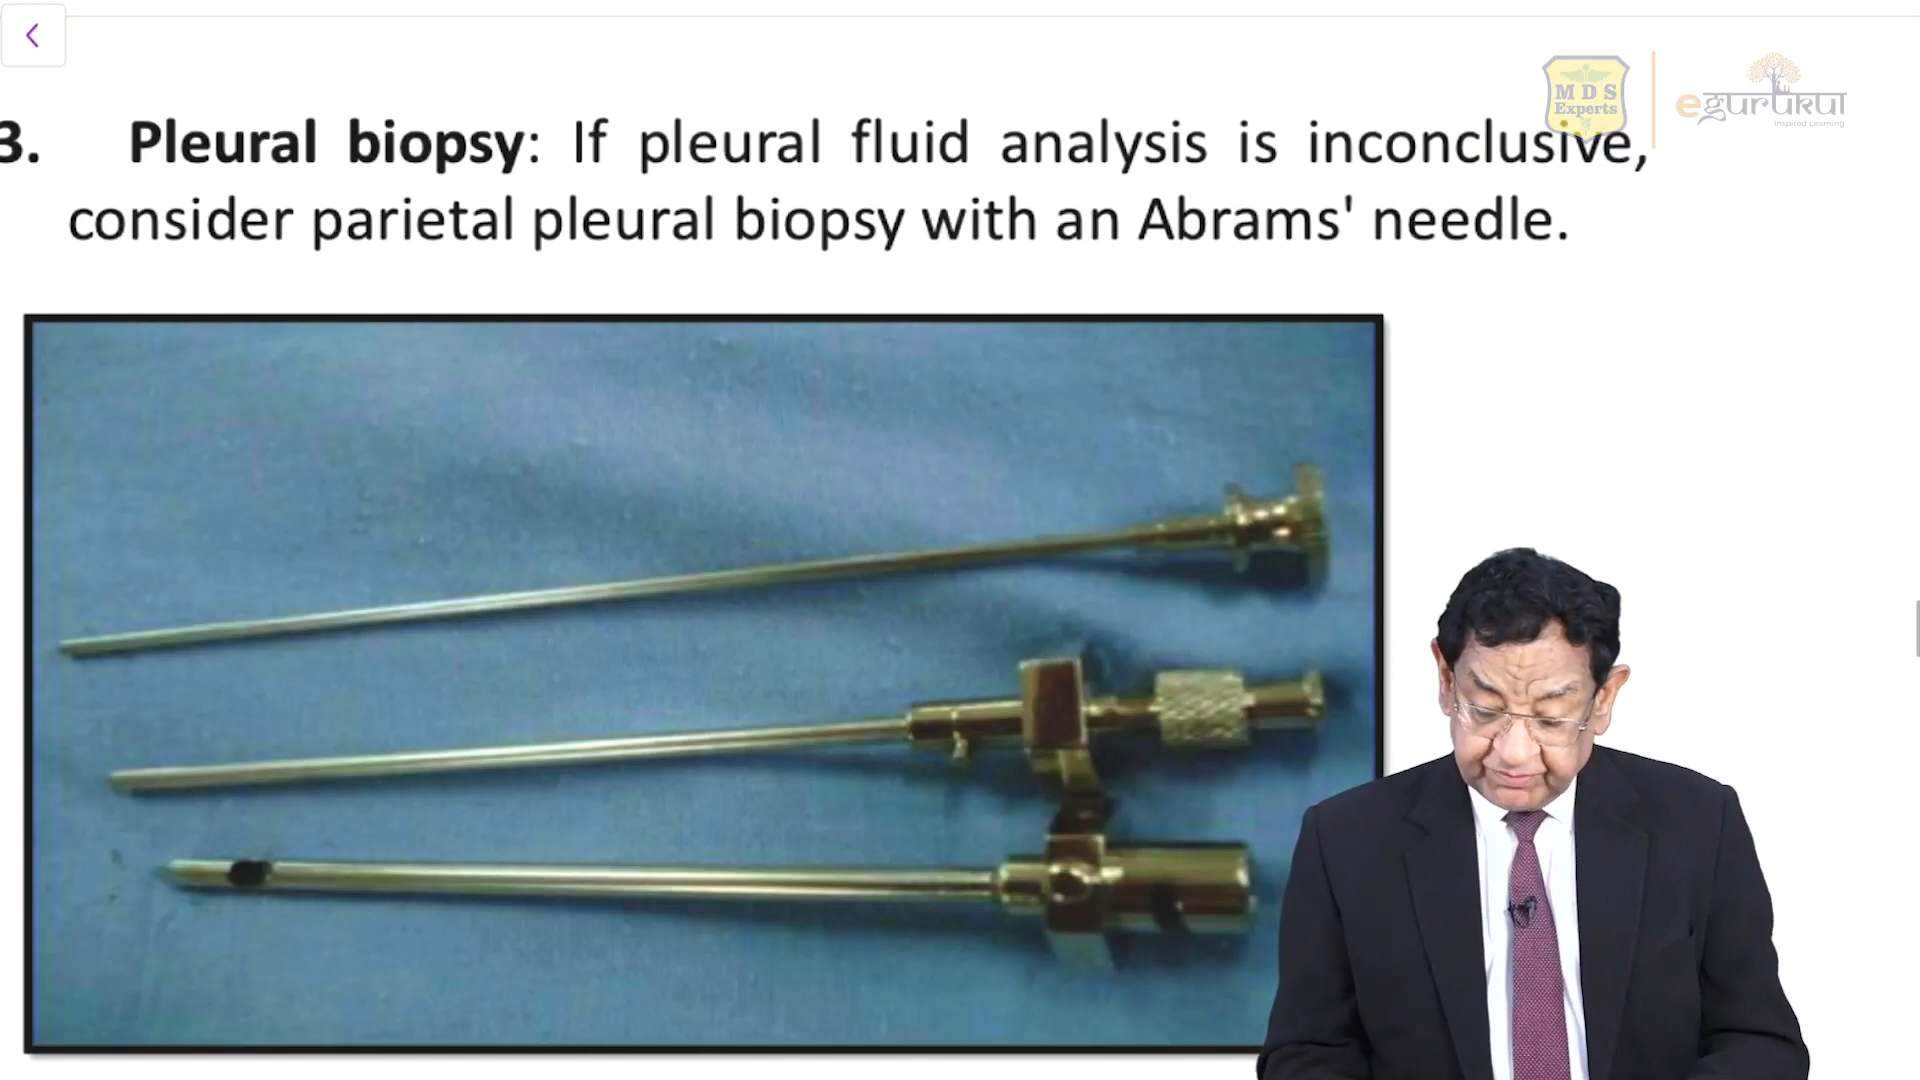 MDS
Experts
egurukul
Inspired Learning
3. Pleural biopsy: If pleural fluid analysis is inconclusive,
consider parietal pleural biopsy with an Abrams' needle.